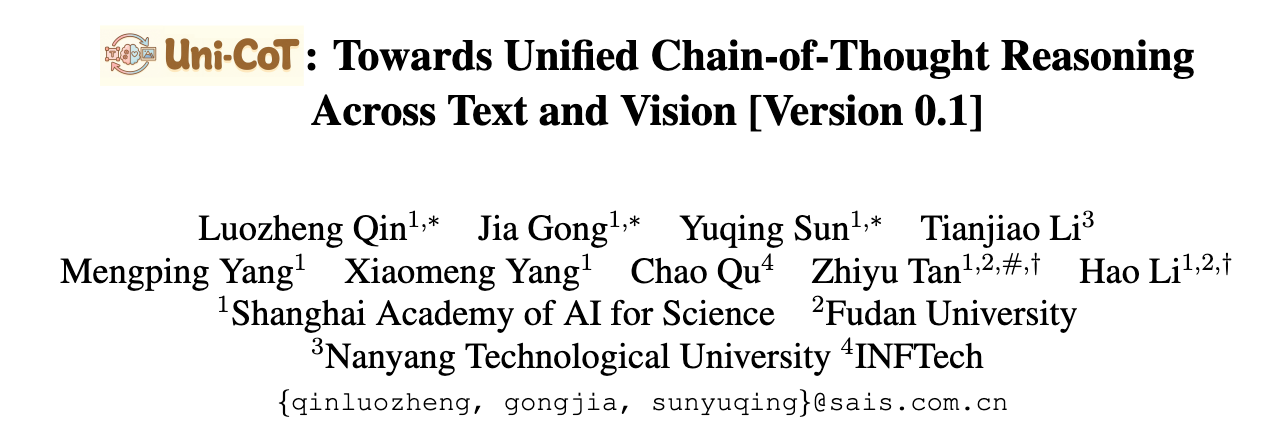 Uni-CoT: Towards Unified Chain-of-Thought Reasoning
Across Text and Vision [Version 0.1]
Luozheng Qin¹,* Jia Gong¹,* Yuqing Sun¹,* Tianjiao Li³
Mengping Yang¹ Xiaomeng Yang¹ Chao Qu⁴ Zhiyu Tan¹,²,#,† Hao Li¹,²,†
¹Shanghai Academy of AI for Science ²Fudan University
³Nanyang Technological University ⁴INFTech
{qinluozheng, gongjia, sunyuqing}@sais.com.cn